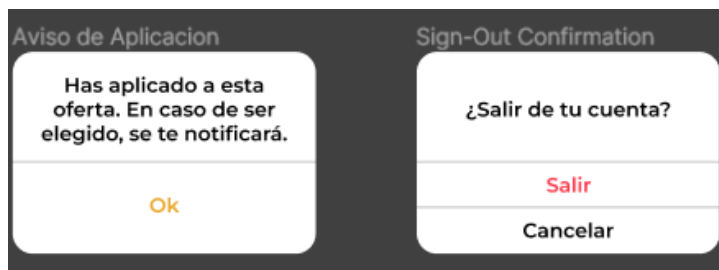 Aviso de Aplicacion
Has aplicado a esta
oferta. En caso de ser
elegido, se te notificará.
Ok
Sign-Out Confirmation
¿Salir de tu cuenta?
Salir
Cancelar